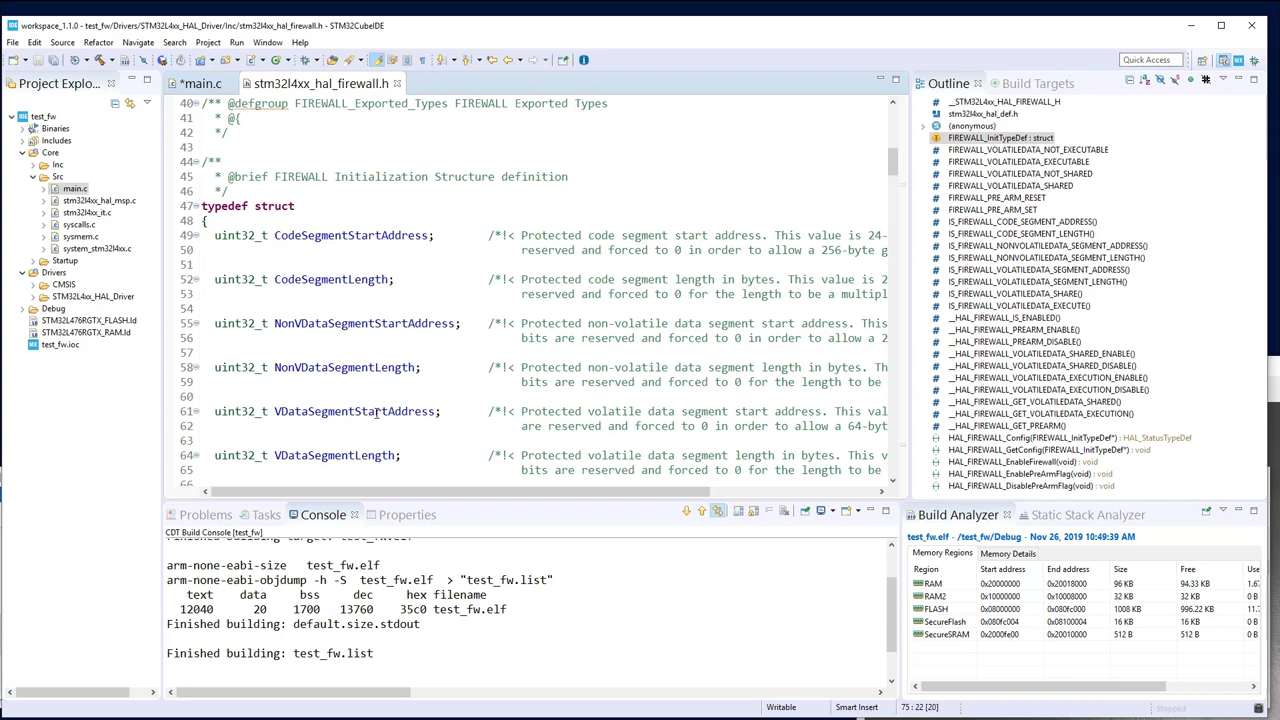 workspace_1.1.0 - test_fw/Drivers/STM32L4xx_HAL_Driver/Inc/stm32l4xx_hal_firewall.h - STM32CubeIDE
File Edit Source Refactor Navigate Search Project Run Window Help
Quick Access
Project Explo...
test_fw
Binaries
Includes
Core
Inc
Src
main.c
stm32l4xx_hal_msp.c
stm32l4xx_it.c
syscalls.c
sysmem.c
system_stm32l4xx.c
Startup
Drivers
CMSIS
STM32L4xx_HAL_Driver
Debug
STM32L476RGTX_FLASH.ld
STM32L476RGTX_RAM.ld
test_fw.ioc
*main.c stm32l4xx_hal_firewall.h
40 /** @defgroup FIREWALL_Exported_Types FIREWALL Exported Types
41 * @{
42 */
43
44 /**
45 * @brief FIREWALL Initialization Structure definition
46 */
47 typedef struct
48 {
49 uint32_t CodeSegmentStartAddress; /*!< Protected code segment start address. This value is 24-
50 reserved and forced to 0 in order to allow a 256-byte g
51
52 uint32_t CodeSegmentLength; /*!< Protected code segment length in bytes. This value is 2
53 reserved and forced to 0 for the length to be a multipl
54
55 uint32_t NonVDataSegmentStartAddress; /*!< Protected non-volatile data segment start address. This
56 bits are reserved and forced to 0 in order to allow a 2
57
58 uint32_t NonVDataSegmentLength; /*!< Protected non-volatile data segment length in bytes. Th
59 bits are reserved and forced to 0 for the length to be
60
61 uint32_t VDataSegmentStartAddress; /*!< Protected volatile data segment start address. This val
62 are reserved and forced to 0 in order to allow a 64-byt
63
64 uint32_t VDataSegmentLength; /*!< Protected volatile data segment length in bytes. This v
65 bits are reserved and forced to 0 for the length to be
66
Outline Build Targets
__STM32L4xx_HAL_FIREWALL_H
stm32l4xx_hal_def.h
(anonymous)
FIREWALL_InitTypeDef : struct
FIREWALL_VOLATILEDATA_NOT_EXECUTABLE
FIREWALL_VOLATILEDATA_EXECUTABLE
FIREWALL_VOLATILEDATA_NOT_SHARED
FIREWALL_VOLATILEDATA_SHARED
FIREWALL_PRE_ARM_RESET
FIREWALL_PRE_ARM_SET
IS_FIREWALL_CODE_SEGMENT_ADDRESS()
IS_FIREWALL_CODE_SEGMENT_LENGTH()
IS_FIREWALL_NONVOLATILEDATA_SEGMENT_ADDRESS()
IS_FIREWALL_NONVOLATILEDATA_SEGMENT_LENGTH()
IS_FIREWALL_VOLATILEDATA_SEGMENT_ADDRESS()
IS_FIREWALL_VOLATILEDATA_SEGMENT_LENGTH()
IS_FIREWALL_VOLATILEDATA_SHARE()
IS_FIREWALL_VOLATILEDATA_EXECUTE()
__HAL_FIREWALL_IS_ENABLED()
__HAL_FIREWALL_PREARM_ENABLE()
__HAL_FIREWALL_PREARM_DISABLE()
__HAL_FIREWALL_VOLATILEDATA_SHARED_ENABLE()
__HAL_FIREWALL_VOLATILEDATA_SHARED_DISABLE()
__HAL_FIREWALL_VOLATILEDATA_EXECUTION_ENABLE()
__HAL_FIREWALL_VOLATILEDATA_EXECUTION_DISABLE()
__HAL_FIREWALL_GET_VOLATILEDATA_SHARED()
__HAL_FIREWALL_GET_VOLATILEDATA_EXECUTION()
__HAL_FIREWALL_GET_PREARM()
HAL_FIREWALL_Config(FIREWALL_InitTypeDef*) : HAL_StatusTypeDef
HAL_FIREWALL_GetConfig(FIREWALL_InitTypeDef*) : void
HAL_FIREWALL_EnableFirewall(void) : void
HAL_FIREWALL_EnablePreArmFlag(void) : void
HAL_FIREWALL_DisablePreArmFlag(void) : void
Problems Tasks Console Properties
CDT Build Console [test_fw]
Finished building target: test_fw.elf
arm-none-eabi-size test_fw.elf
arm-none-eabi-objdump -h -S test_fw.elf > "test_fw.list"
text data bss dec hex filename
12040 20 1700 13760 35c0 test_fw.elf
Finished building: default.size.stdout
Finished building: test_fw.list
Build Analyzer Static Stack Analyzer
test_fw.elf - /test_fw/Debug - Nov 26, 2019 10:49:39 AM
Memory Regions Memory Details
Region Start address End address Size Free Use
RAM 0x20000000 0x20018000 96 KB 94.33 KB 1.67
RAM2 0x10000000 0x10008000 32 KB 32 KB 0 B
FLASH 0x08000000 0x080fc000 1008 KB 996.22 KB 11.7
SecureFlash 0x080fc004 0x08100004 16 KB 16 KB 0 B
SecureSRAM 0x2000fe00 0x20010000 512 B 512 B 0 B
Writable Smart Insert 75 : 22 [20] Stopped